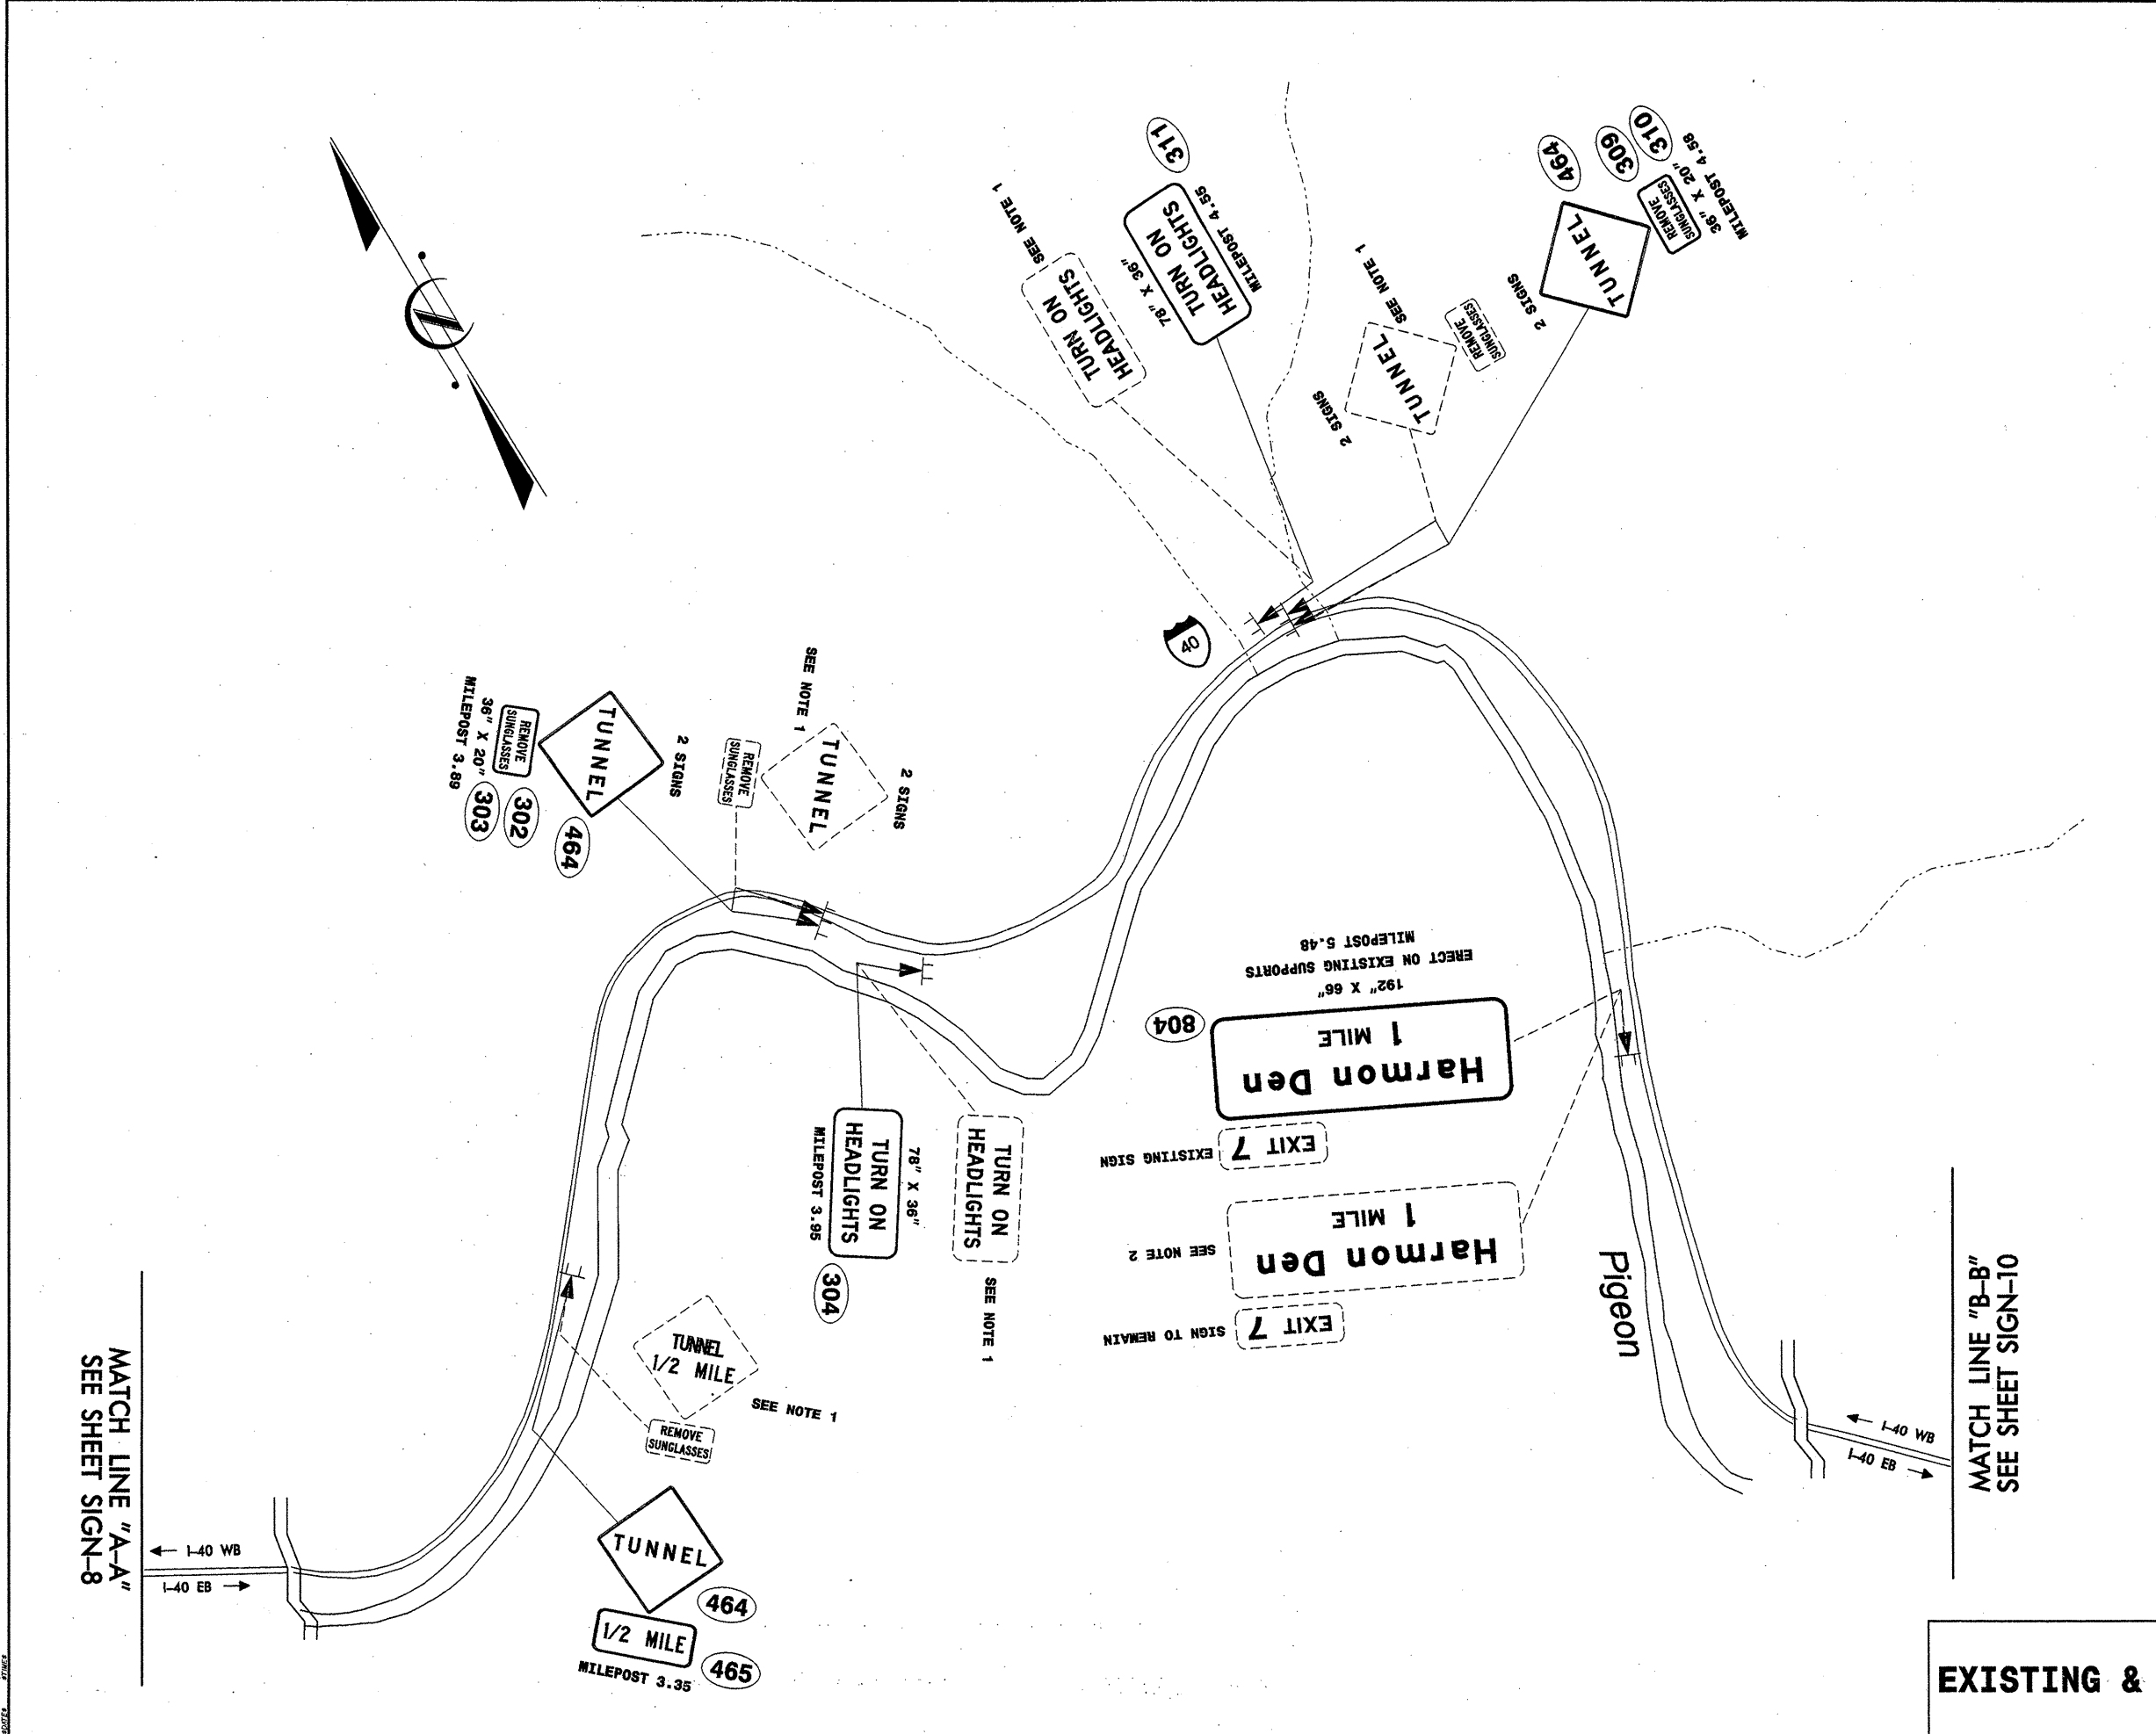 311
SEE NOTE 1
TURN ON
HEADLIGHTS
78" X 36"
TURN ON
HEADLIGHTS
MILEPOST 4.55
464
309
310
TUNNEL
REMOVE
SUNGLASSES
36" X 20"
MILEPOST 4.58
2 SIGNS
SEE NOTE 1
TUNNEL
REMOVE
SUNGLASSES
2 SIGNS
40
2 SIGNS
TUNNEL
REMOVE
SUNGLASSES
36" X 20"
MILEPOST 3.89
303
302
464
SEE NOTE 1
2 SIGNS
TUNNEL
REMOVE
SUNGLASSES
78" X 36"
TURN ON
HEADLIGHTS
MILEPOST 3.95
304
TURN ON
HEADLIGHTS
SEE NOTE 1
804
EXISTING SIGN
EXIT 7
Harmon Den
1 MILE
192" X 66"
ERECT ON EXISTING SUPPORTS
MILEPOST 5.48
SIGN TO REMAIN
EXIT 7
Harmon Den
1 MILE
SEE NOTE 2
Pigeon
TUNNEL
1/2 MILE
SEE NOTE 1
REMOVE
SUNGLASSES
TUNNEL
464
1/2 MILE
465
MILEPOST 3.35
MATCH LINE "A-A"
SEE SHEET SIGN-8
I-40 WB
I-40 EB
MATCH LINE "B-B"
SEE SHEET SIGN-10
I-40 WB
I-40 EB
EXISTING &